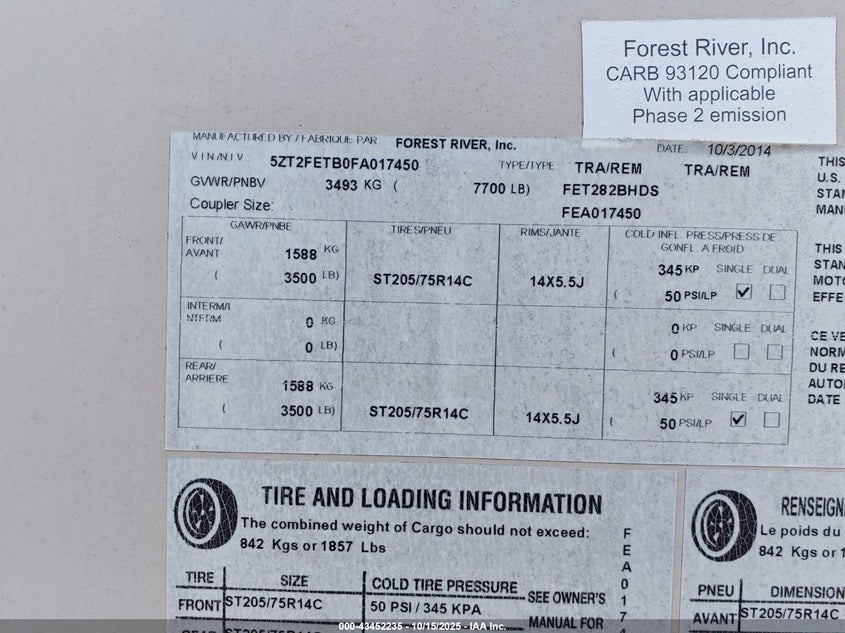 Forest River, Inc.
CARB 93120 Compliant
With applicable
Phase 2 emission
MANUFACTURED BY / FABRIQUE PAR FOREST RIVER, Inc. DATE. 10/3/2014
VIN/NIV 5ZT2FETB0FA017450 TYPE/TYPE TRA/REM TRA/REM
GVWR/PNBV 3493 KG ( 7700 LB) FET282BHDS
Coupler Size: FEA017450
GAWR/PNBE TIRES/PNEU RIMS/JANTE COLD INFL. PRESS/PRESS DE GONFL. A FROID
FRONT/ AVANT 1588 KG 345 KP SINGLE DUAL
( 3500 LB) ST205/75R14C 14X5.5J ( 50 PSI/LP
INTERM/I NTERM 0 KG 0 KP SINGLE DUAL
( 0 LB) ( 0 PSI/LP
REAR/ ARRIERE 1588 KG 345 KP SINGLE DUAL
( 3500 LB) ST205/75R14C 14X5.5J ( 50 PSI/LP
THIS
U.S.
STAN
MANU
THIS
STAN
MOTO
EFFE
CE VE
NORM
DU RE
AUTO
DATE
TIRE AND LOADING INFORMATION
The combined weight of Cargo should not exceed:
842 Kgs or 1857 Lbs
TIRE SIZE COLD TIRE PRESSURE SEE OWNER'S
FRONT ST205/75R14C 50 PSI / 345 KPA MANUAL FOR
FEA017
RENSEIGN
Le poids du
842 Kgs or 1
PNEU DIMENSION
AVANT ST205/75R14C
000-43452235 - 10/15/2025 - IAA Inc.